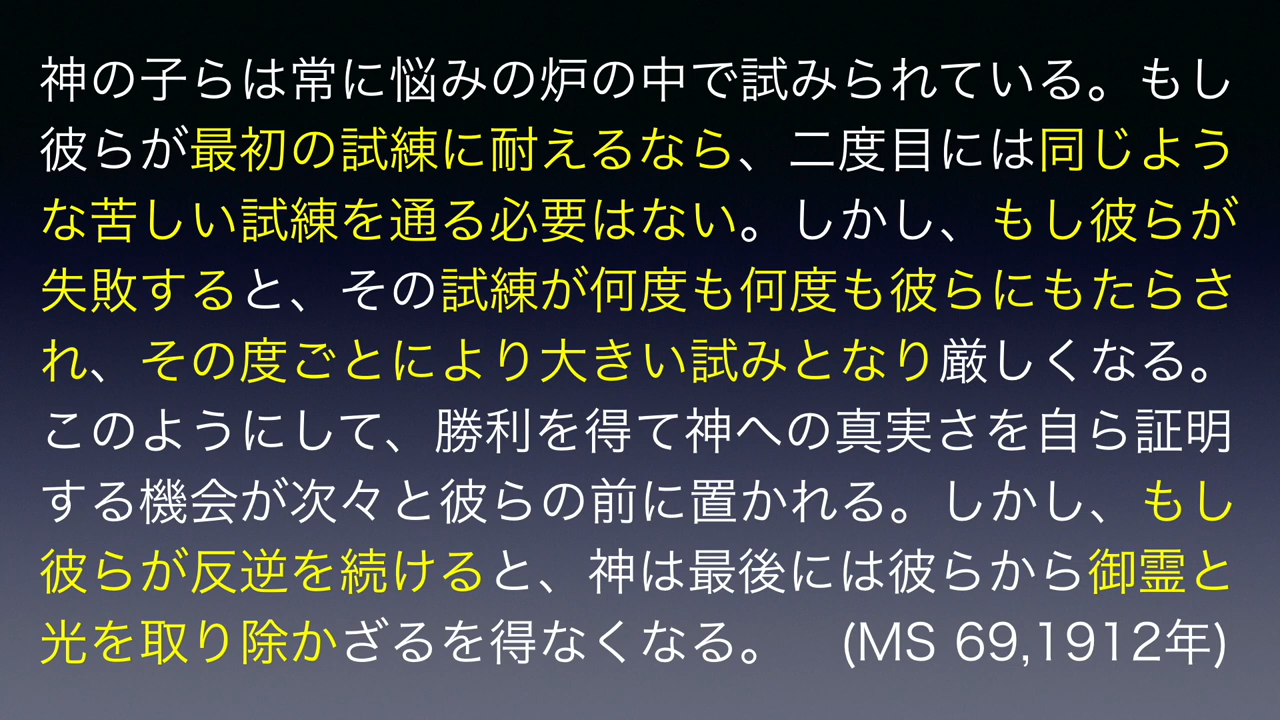 神の子らは常に悩みの炉の中で試みられている。もし
彼らが最初の試練に耐えるなら、二度目には同じよう
な苦しい試練を通る必要はない。しかし、もし彼らが
失敗すると、その試練が何度も何度も彼らにもたらさ
れ、その度ごとにより大きい試みとなり厳しくなる。
このようにして、勝利を得て神への真実さを自ら証明
する機会が次々と彼らの前に置かれる。しかし、もし
彼らが反逆を続けると、神は最後には彼らから御霊と
光を取り除かざるを得なくなる。 (MS 69,1912年)